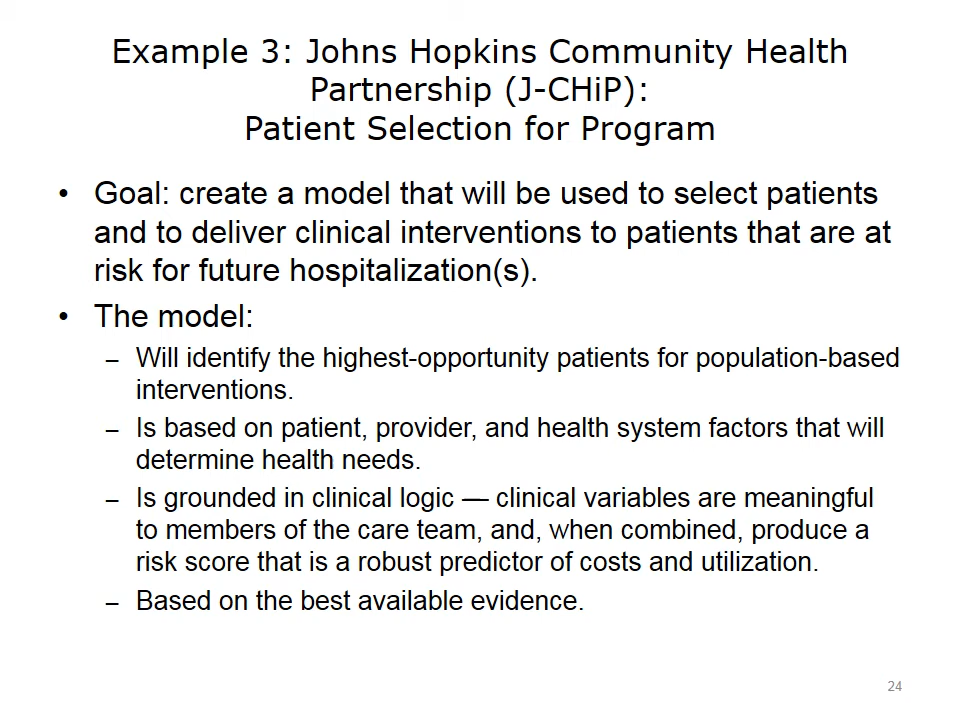 Example 3: Johns Hopkins Community Health
Partnership (J-CHiP):
Patient Selection for Program
• Goal: create a model that will be used to select patients
and to deliver clinical interventions to patients that are at
risk for future hospitalization(s).
• The model:
– Will identify the highest-opportunity patients for population-based
interventions.
– Is based on patient, provider, and health system factors that will
determine health needs.
– Is grounded in clinical logic — clinical variables are meaningful
to members of the care team, and, when combined, produce a
risk score that is a robust predictor of costs and utilization.
– Based on the best available evidence.
24